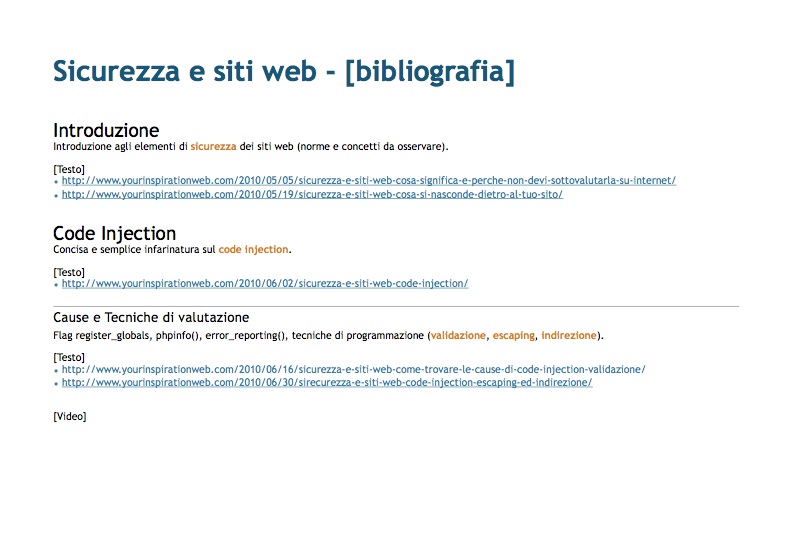 Sicurezza e siti web - [bibliografia]
Introduzione
Introduzione agli elementi di sicurezza dei siti web (norme e concetti da osservare).
[Testo]
• http://www.yourinspirationweb.com/2010/05/05/sicurezza-e-siti-web-cosa-significa-e-perche-non-devi-sottovalutarla-su-internet/
• http://www.yourinspirationweb.com/2010/05/19/sicurezza-e-siti-web-cosa-si-nasconde-dietro-al-tuo-sito/
Code Injection
Concisa e semplice infarinatura sul code injection.
[Testo]
• http://www.yourinspirationweb.com/2010/06/02/sicurezza-e-siti-web-code-injection/
Cause e Tecniche di valutazione
Flag register_globals, phpinfo(), error_reporting(), tecniche di programmazione (validazione, escaping, indirezione).
[Testo]
• http://www.yourinspirationweb.com/2010/06/16/sicurezza-e-siti-web-come-trovare-le-cause-di-code-injection-validazione/
• http://www.yourinspirationweb.com/2010/06/30/sirecurezza-e-siti-web-code-injection-escaping-ed-indirezione/
[Video]